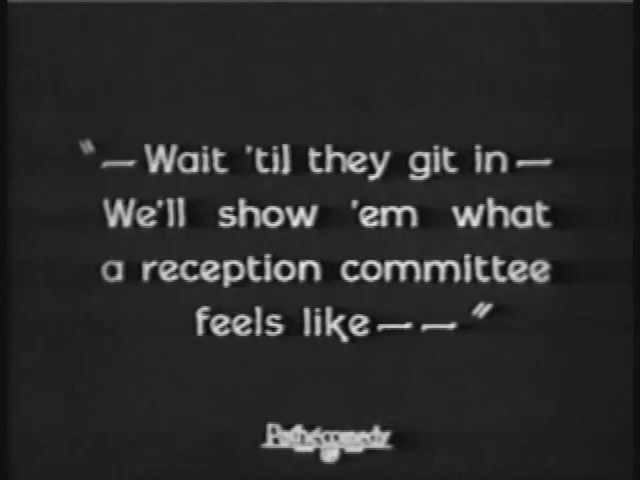 "—Wait 'til they git in—
We'll show 'em what
a reception committee
feels like——"
Pathécomedy